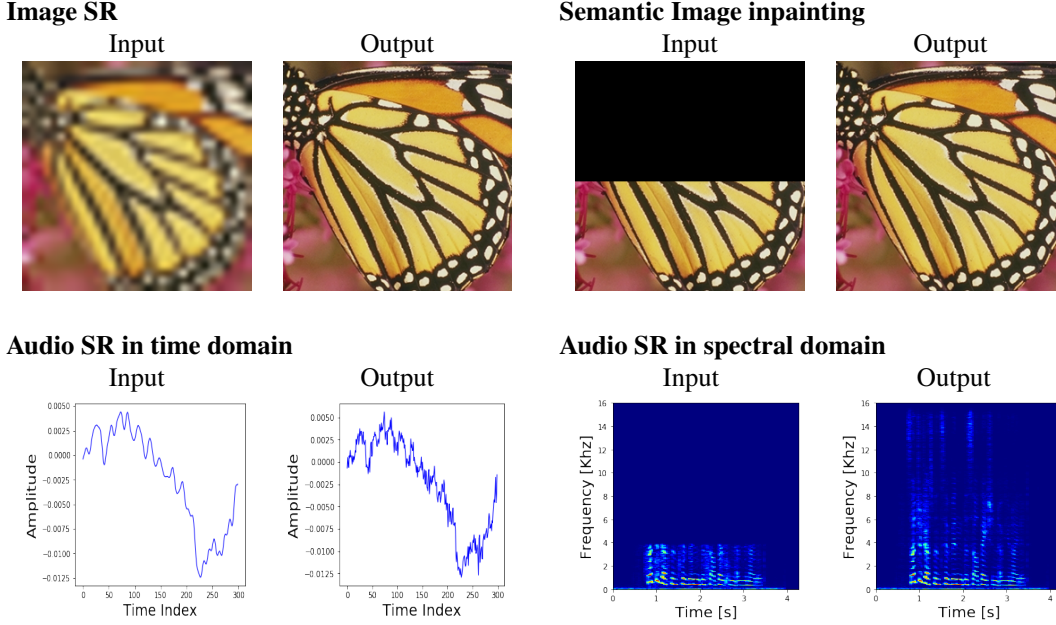 Image SR
Input
Output
Semantic Image inpainting
Input
Output
Audio SR in time domain
Input
Output
Amplitude
0.0050
0.0025
0.0000
−0.0025
−0.0050
−0.0075
−0.0100
−0.0125
0 50 100 150 200 250 300
Time Index
Amplitude
0.0050
0.0025
0.0000
−0.0025
−0.0050
−0.0075
−0.0100
−0.0125
0 50 100 150 200 250 300
Time Index
Audio SR in spectral domain
Input
Output
Frequency [Khz]
16
14
12
10
8
6
4
2
0
0 1 2 3 4
Time [s]
Frequency [Khz]
16
14
12
10
8
6
4
2
0
0 1 2 3 4
Time [s]